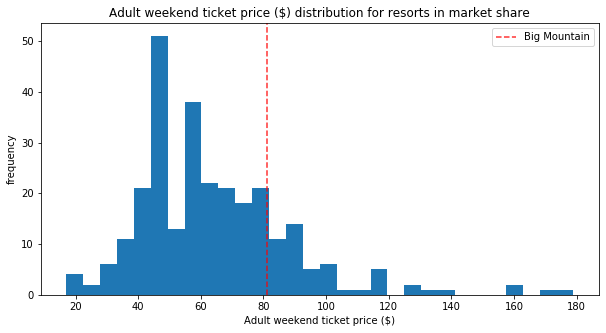 Adult weekend ticket price ($) distribution for resorts in market share
Big Mountain
50
40
30
20
10
0
frequency
20 40 60 80 100 120 140 160 180
Adult weekend ticket price ($)